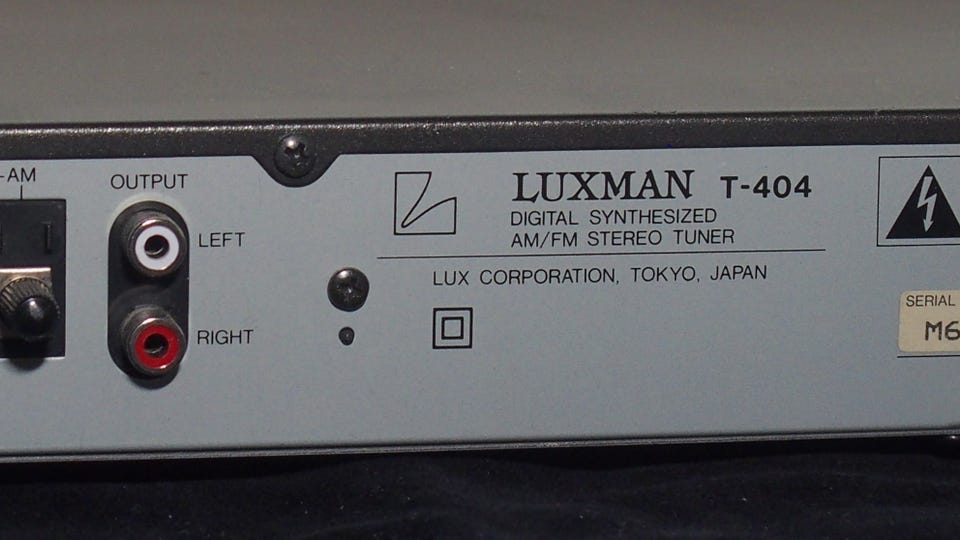 -AM
OUTPUT
LEFT
RIGHT
LUXMAN T-404
DIGITAL SYNTHESIZED
AM/FM STEREO TUNER
LUX CORPORATION, TOKYO, JAPAN
SERIAL
M6